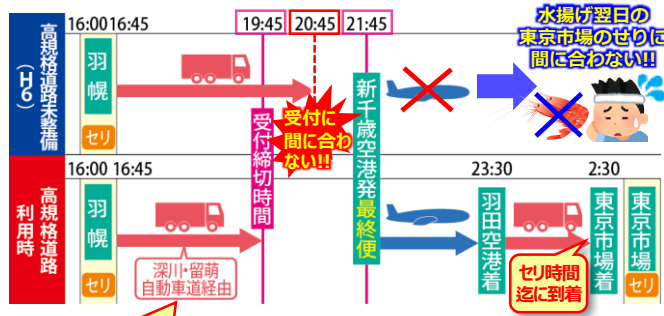 16:00 16:45
19:45
20:45
21:45
水揚げ翌日の
東京市場のせりに
間に合わない!!
高規格道路未整備
(H6)
羽幌
セリ
受付に
間に合わ
ない!!
受付締切時間
新千歳空港発最終便
16:00 16:45
23:30
2:30
高規格道路
利用時
羽幌
セリ
深川・留萌
自動車道経由
羽田空港着
東京市場着
東京市場
セリ
セリ時間
迄に到着